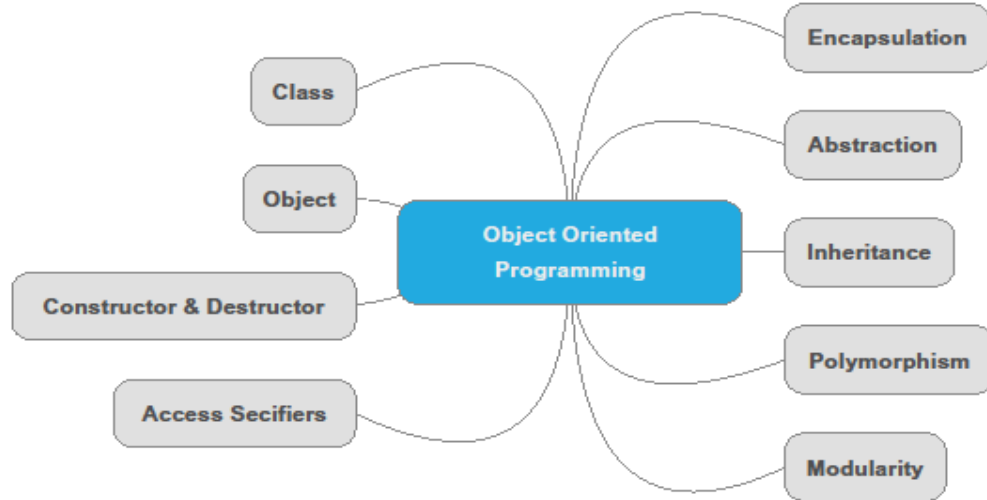 Class
Object
Constructor & Destructor
Access Secifiers
Object Oriented
Programming
Encapsulation
Abstraction
Inheritance
Polymorphism
Modularity